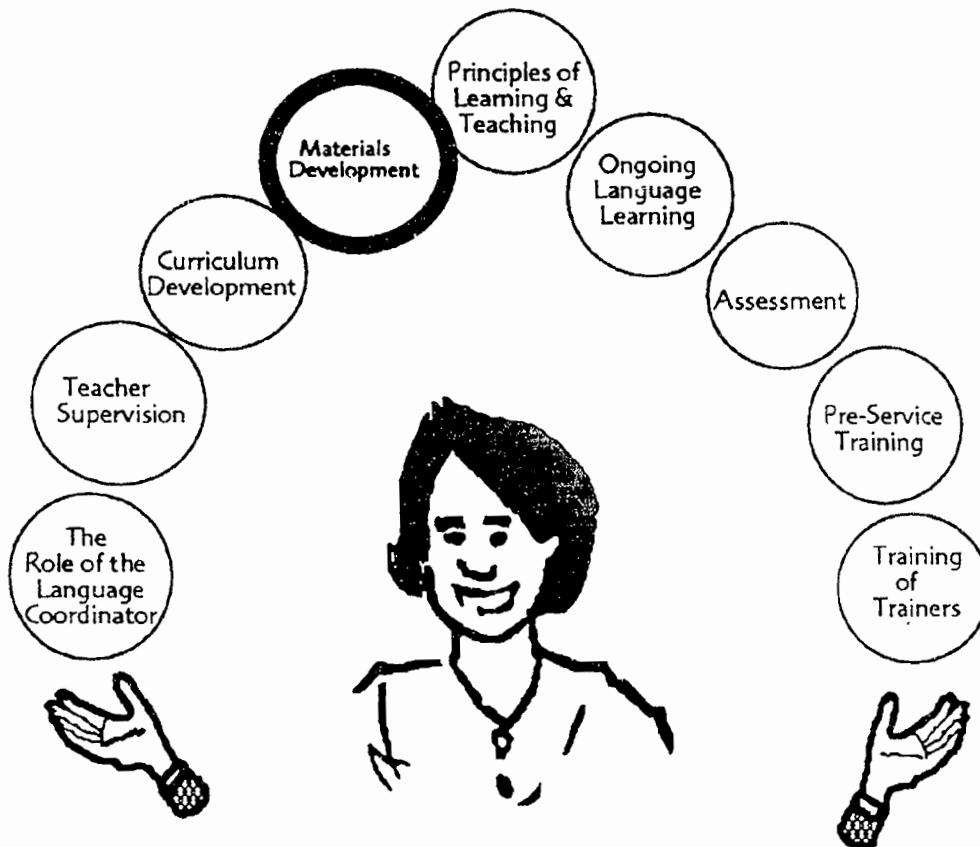 Principles of
Learning &
Teaching
Materials
Development
Ongoing
Language
Learning
Curriculum
Development
Assessment
Teacher
Supervision
Pre-Service
Training
The
Role of the
Language
Coordinator
Training
of
Trainers